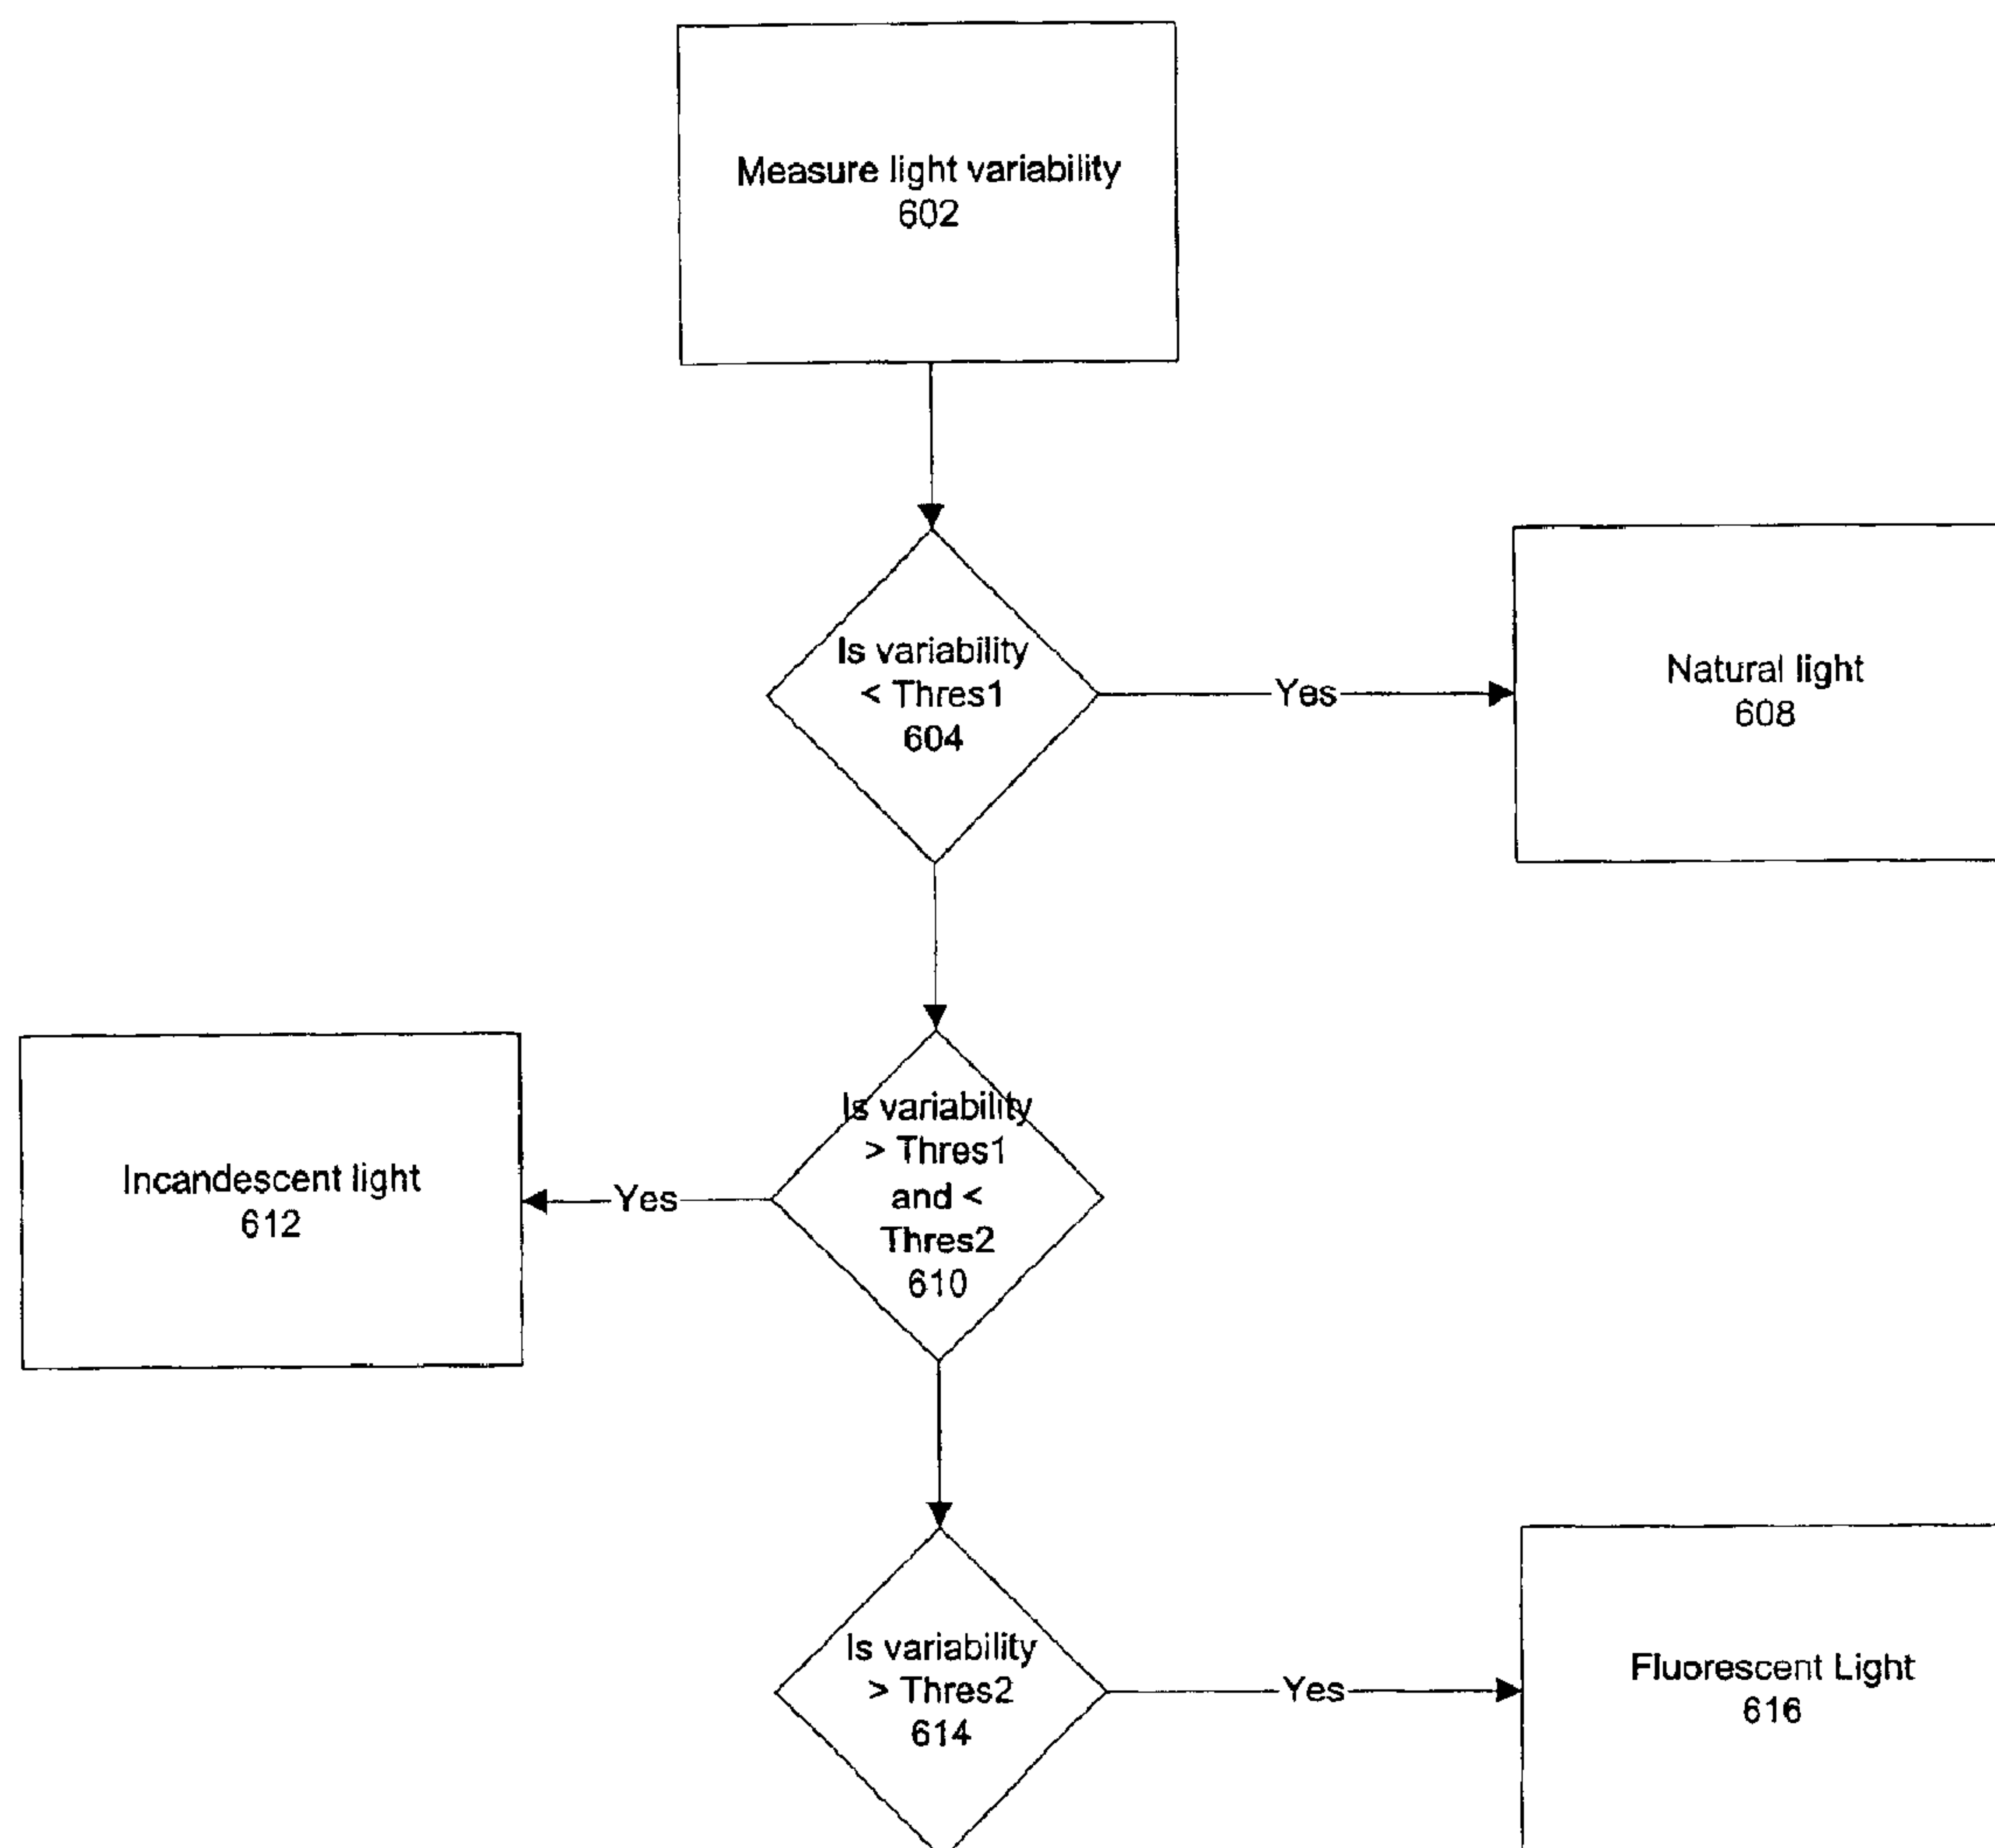 Measure light variability
602
Is variability
< Thres1
604
Yes
Natural light
608
Is variability
> Thres1
and <
Thres2
610
Yes
Incandescent light
612
Is variability
> Thres2
614
Yes
Fluorescent Light
616